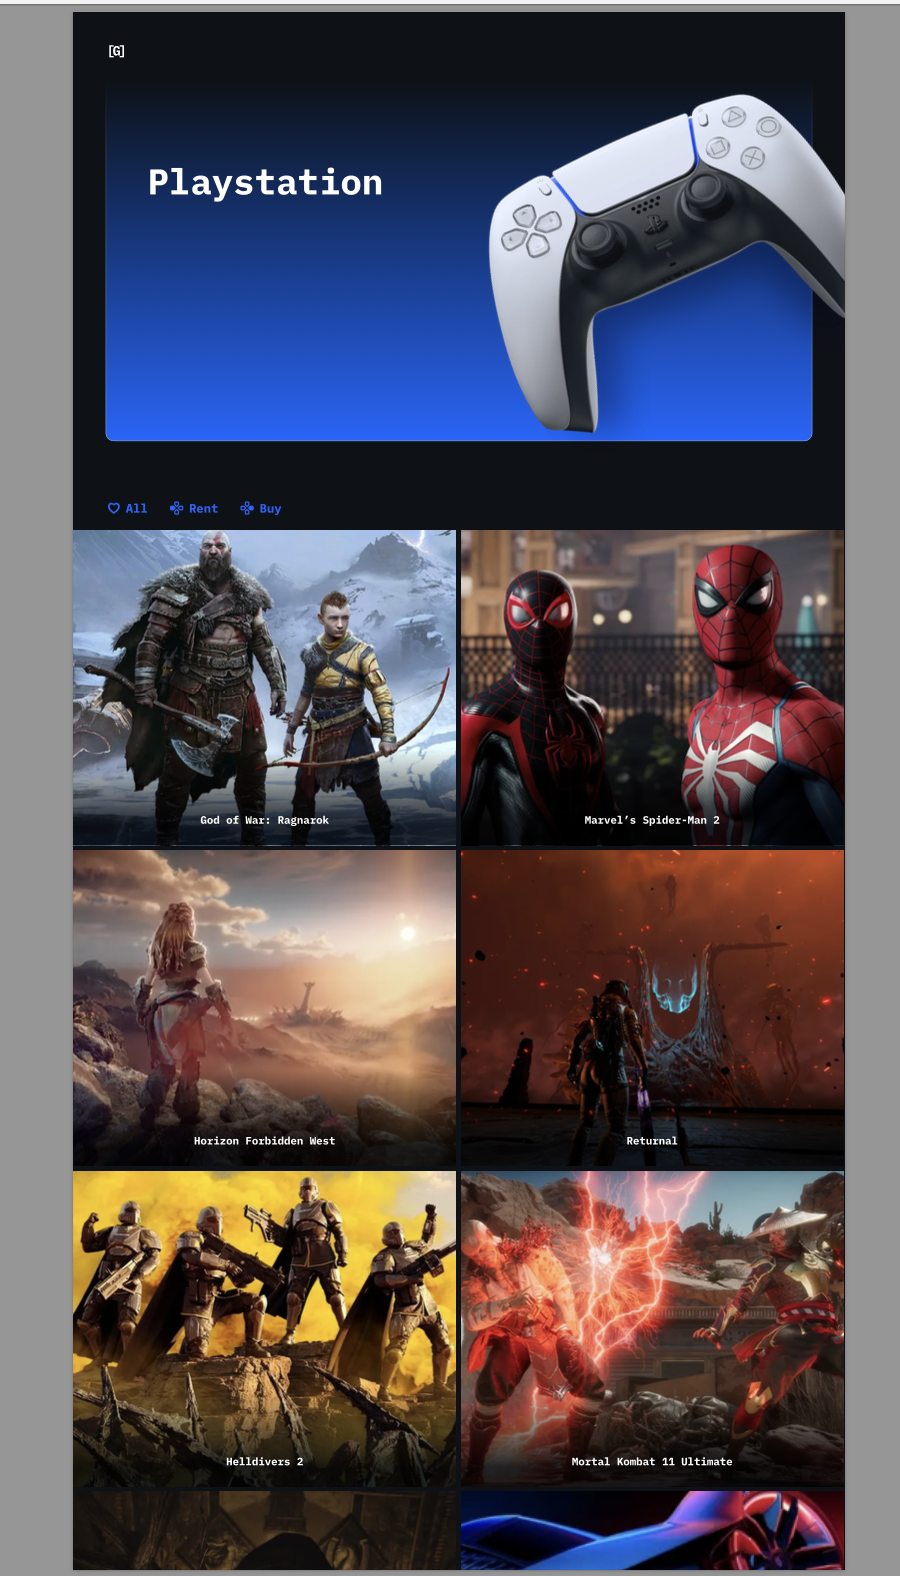 [G]
Playstation
All Rent Buy
God of War: Ragnarok
Marvel’s Spider-Man 2
Horizon Forbidden West
Returnal
Helldivers 2
Mortal Kombat 11 Ultimate